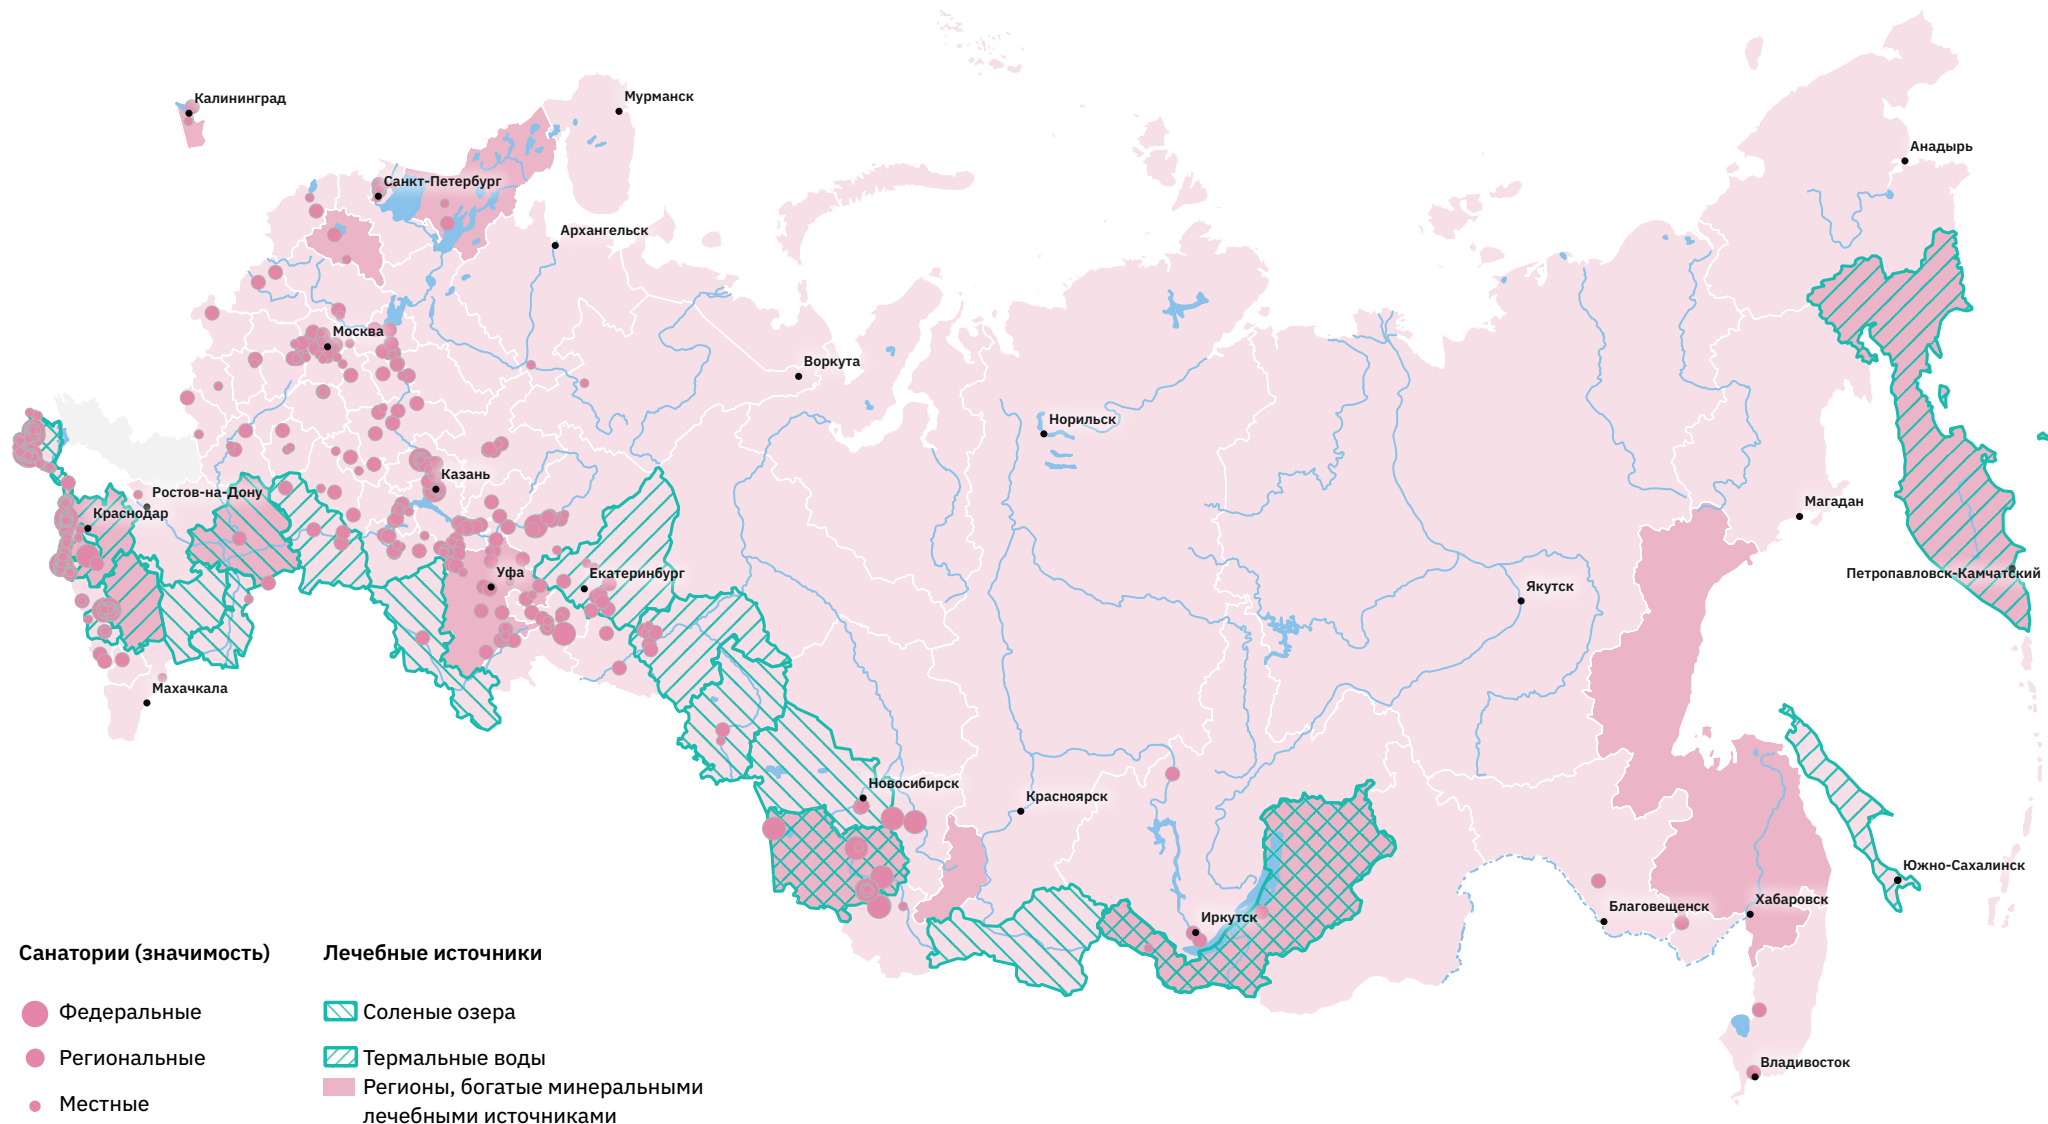 Калининград
Мурманск
Анадырь
Санкт-Петербург
Архангельск
Москва
Воркута
Норильск
Казань
Ростов-на-Дону
Краснодар
Магадан
Уфа
Екатеринбург
Петропавловск-Камчатский
Якутск
Махачкала
Новосибирск
Красноярск
Южно-Сахалинск
Хабаровск
Благовещенск
Иркутск
Владивосток
Санатории (значимость)
Федеральные
Региональные
Местные
Лечебные источники
Соленые озера
Термальные воды
Регионы, богатые минеральными
лечебными источниками